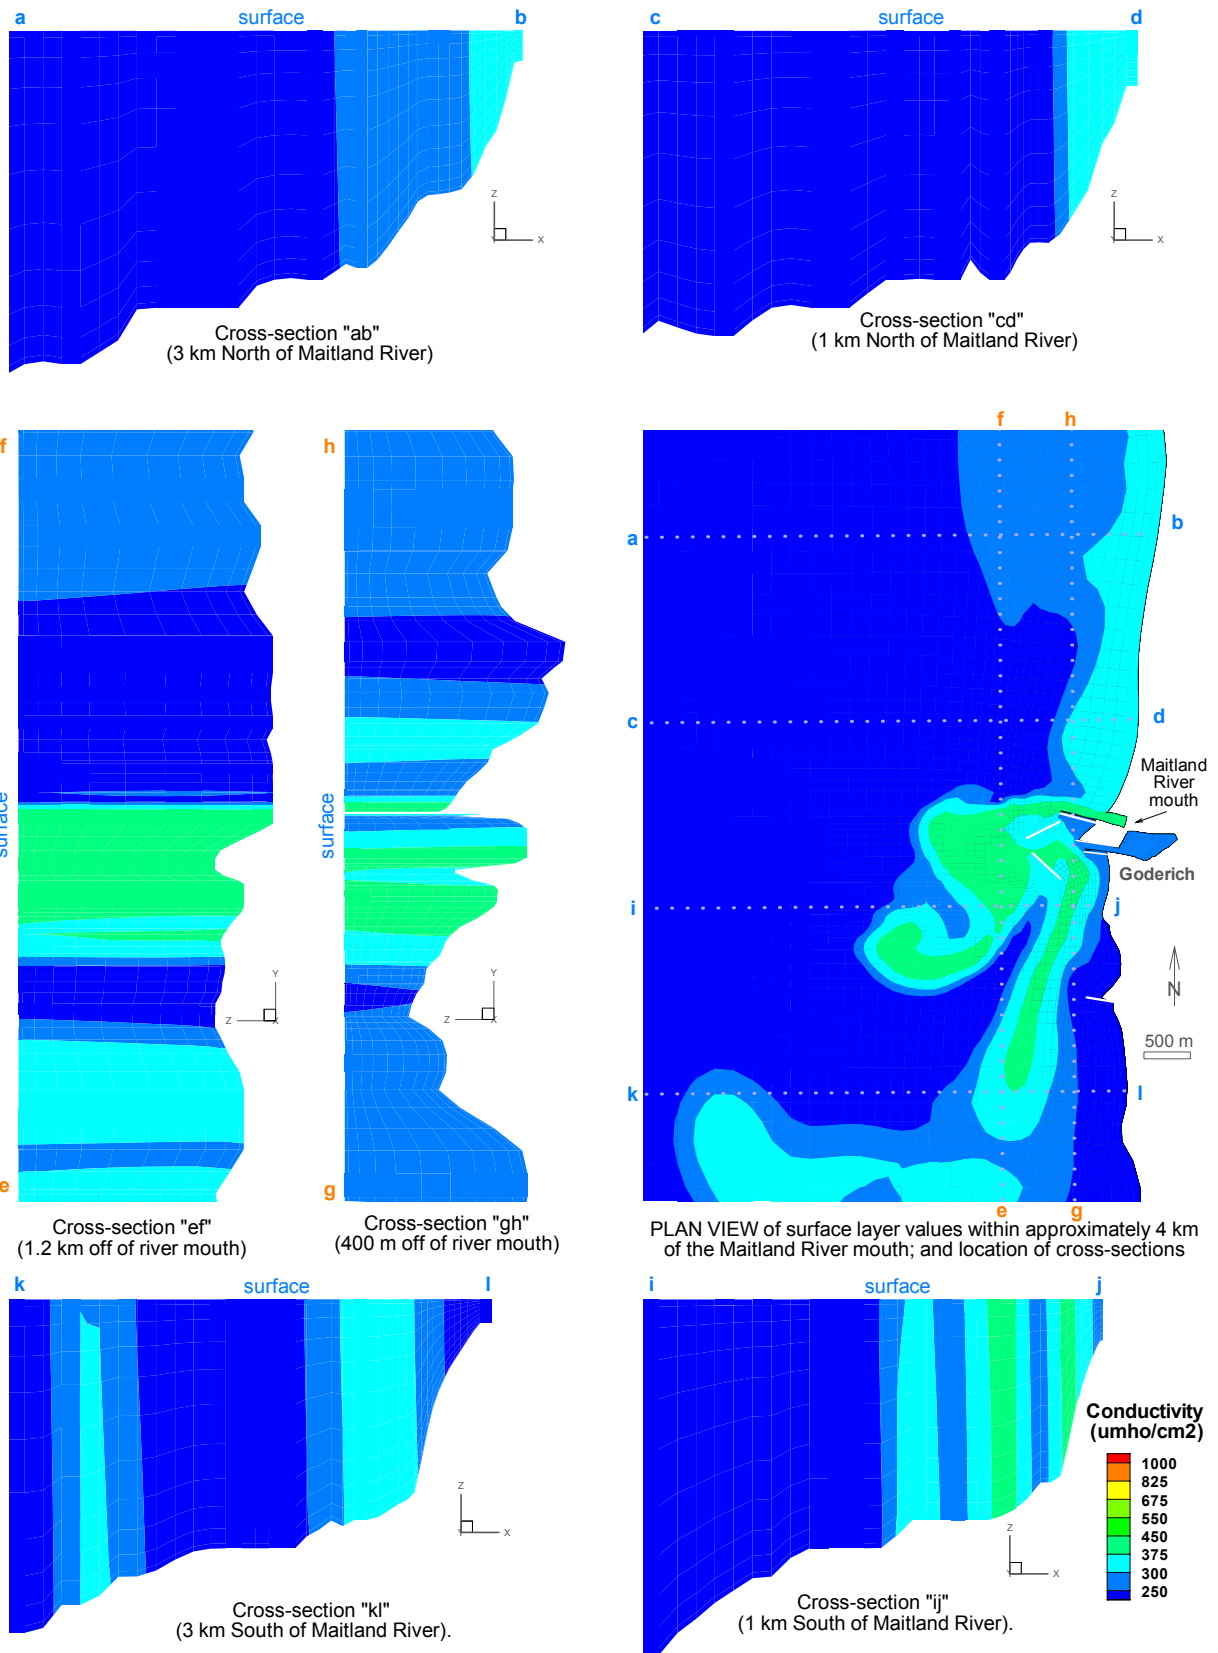 a surface b
c surface d
Z
X
Y
Z
X
Y
Cross-section "ab"
(3 km North of Maitland River)
Cross-section "cd"
(1 km North of Maitland River)
f
h
surface
e
surface
g
Y
Z
X
Y
Z
X
Cross-section "ef"
(1.2 km off of river mouth)
Cross-section "gh"
(400 m off of river mouth)
f h
a
b
c
d
Maitland
River
mouth
Goderich
i
j
N
500 m
k
l
e g
PLAN VIEW of surface layer values within approximately 4 km
of the Maitland River mouth; and location of cross-sections
k surface l
i surface j
Z
X
Y
Z
X
Y
Cross-section "kl"
(3 km South of Maitland River).
Cross-section "ij"
(1 km South of Maitland River).
Conductivity
(umho/cm2)
1000
825
675
550
450
375
300
250